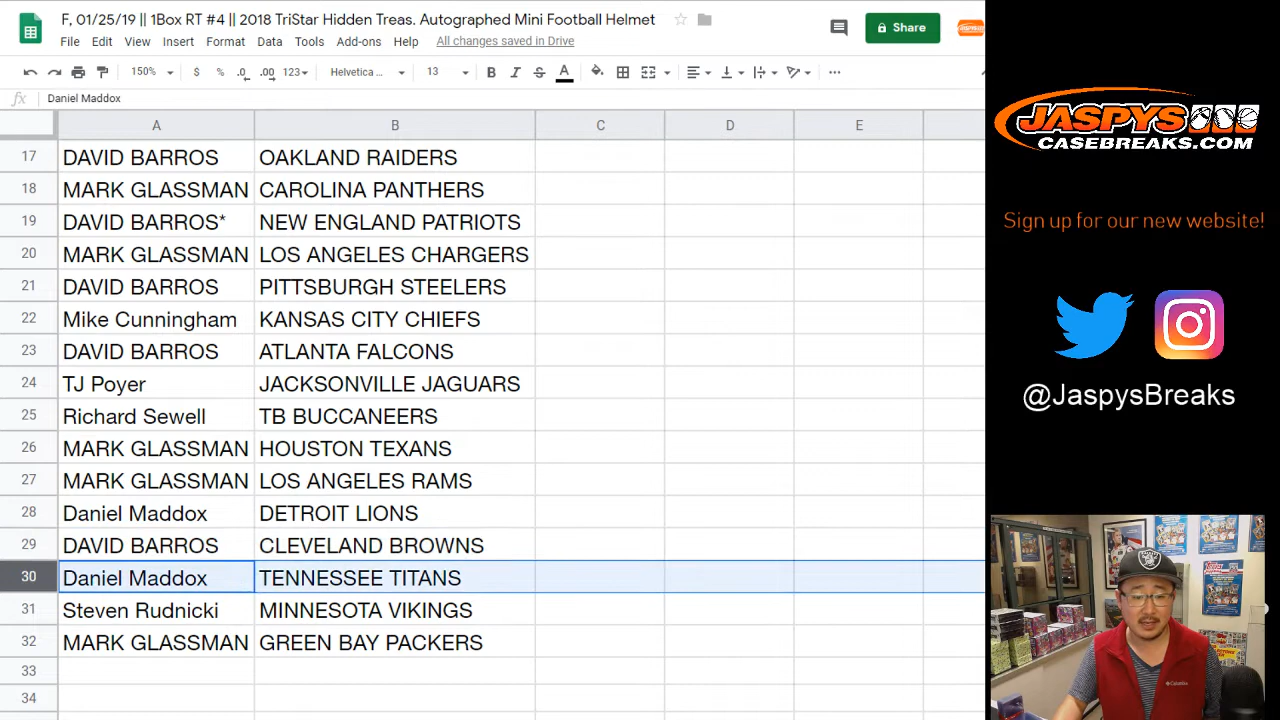 F, 01/25/19 || 1Box RT #4 || 2018 TriStar Hidden Treas. Autographed Mini Football Helmet
File Edit View Insert Format Data Tools Add-ons Help All changes saved in Drive
Share
150% $ % .0 .00 123 Helvetica ... 13 B I S A
fx Daniel Maddox
A B C D E
17 DAVID BARROS OAKLAND RAIDERS
18 MARK GLASSMAN CAROLINA PANTHERS
19 DAVID BARROS* NEW ENGLAND PATRIOTS
20 MARK GLASSMAN LOS ANGELES CHARGERS
21 DAVID BARROS PITTSBURGH STEELERS
22 Mike Cunningham KANSAS CITY CHIEFS
23 DAVID BARROS ATLANTA FALCONS
24 TJ Poyer JACKSONVILLE JAGUARS
25 Richard Sewell TB BUCCANEERS
26 MARK GLASSMAN HOUSTON TEXANS
27 MARK GLASSMAN LOS ANGELES RAMS
28 Daniel Maddox DETROIT LIONS
29 DAVID BARROS CLEVELAND BROWNS
30 Daniel Maddox TENNESSEE TITANS
31 Steven Rudnicki MINNESOTA VIKINGS
32 MARK GLASSMAN GREEN BAY PACKERS
33
34
JASPYS
CASEBREAKS.COM
Sign up for our new website!
@JaspysBreaks
Topps
Columbia